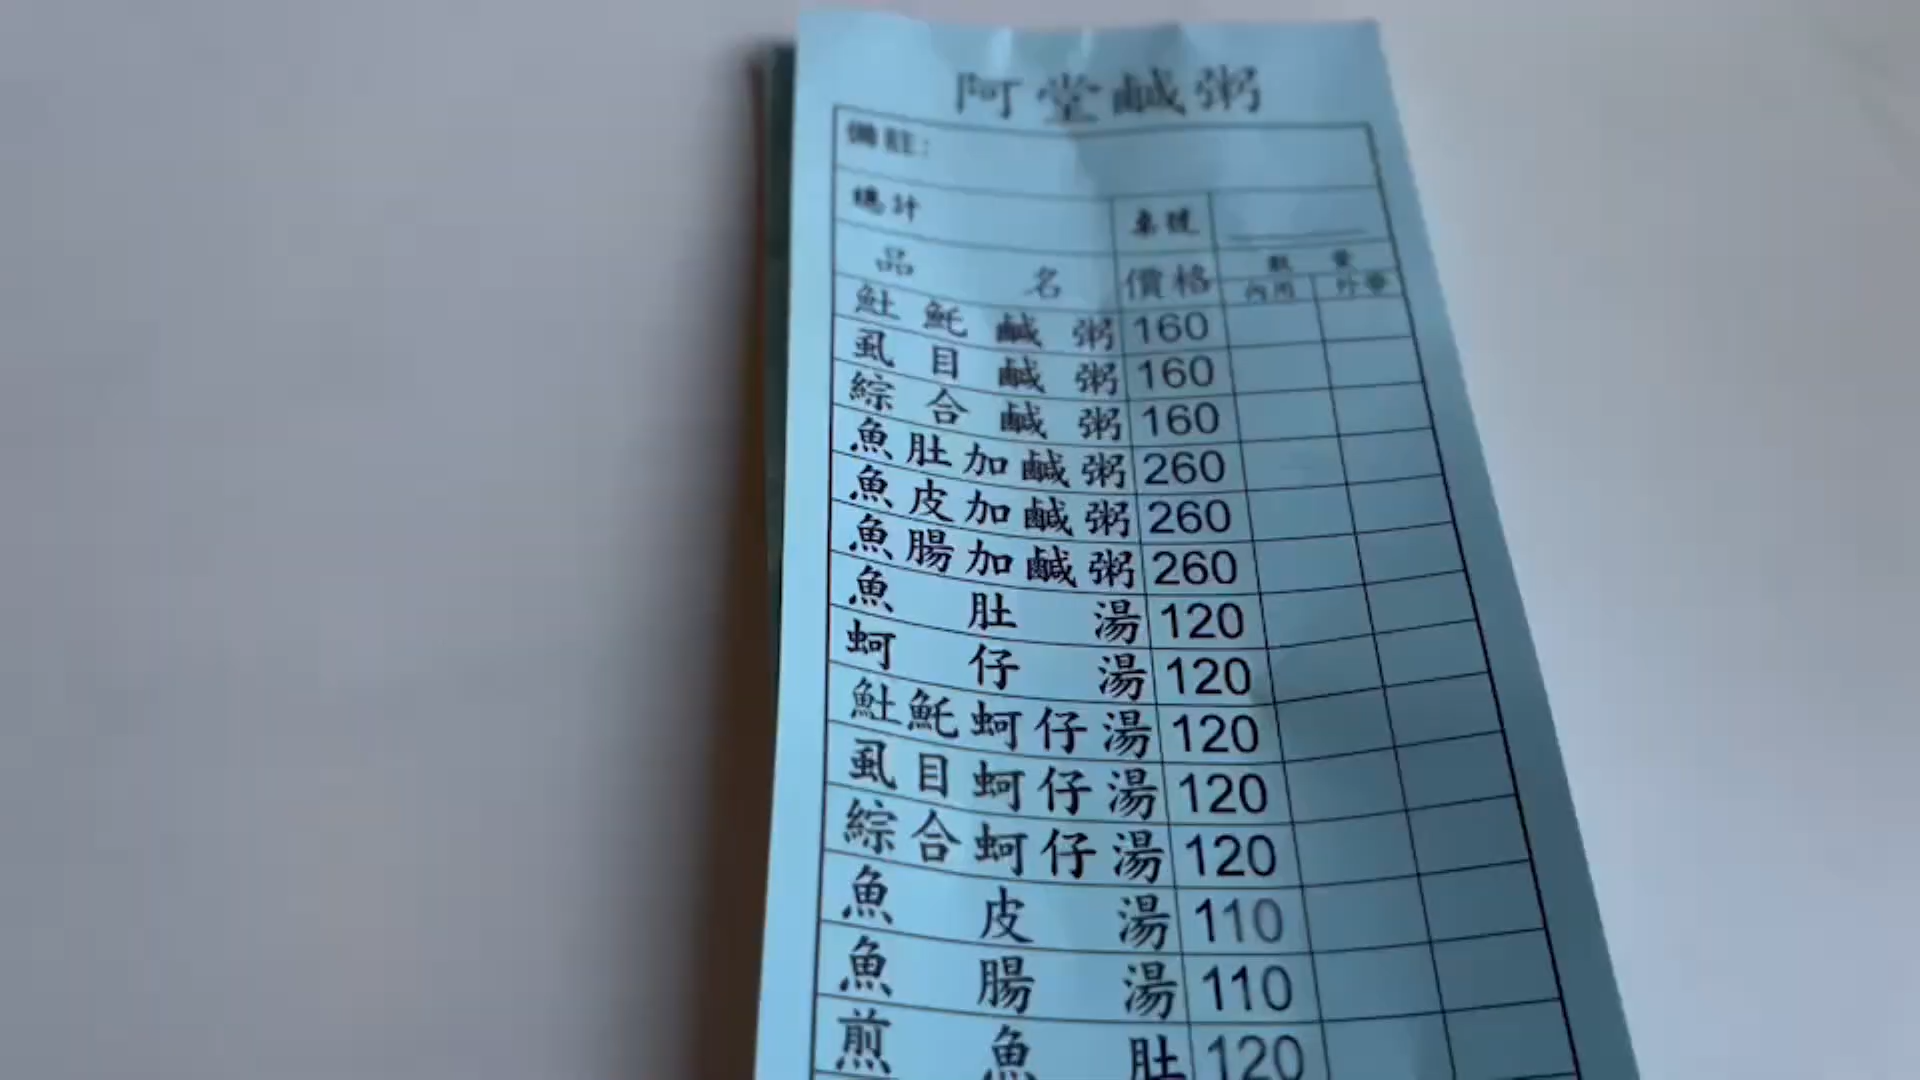 阿堂鹹粥
備註:
總計 桌號
品名 價格 數量
內用 外帶
魠魠鹹粥 160
虱目鹹粥 160
綜合鹹粥 160
魚肚加鹹粥 260
魚皮加鹹粥 260
魚腸加鹹粥 260
魚肚湯 120
蚵仔湯 120
魠魠蚵仔湯 120
虱目蚵仔湯 120
綜合蚵仔湯 120
魚皮湯 110
魚腸湯 110
煎魚肚 120